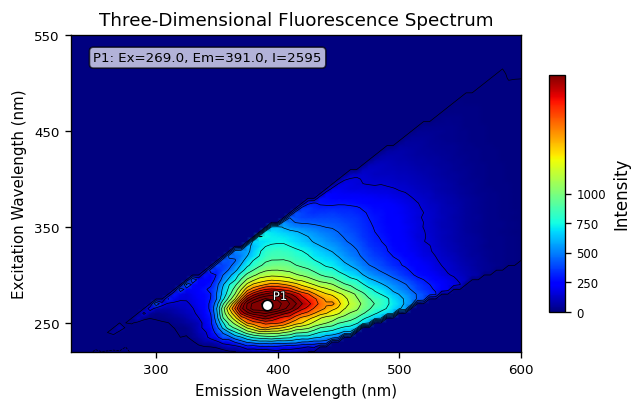 Three-Dimensional Fluorescence Spectrum
P1: Ex=269.0, Em=391.0, I=2595
550
450
350
250
Excitation Wavelength (nm)
P1
300
400
500
600
Emission Wavelength (nm)
1000
750
500
250
0
Intensity